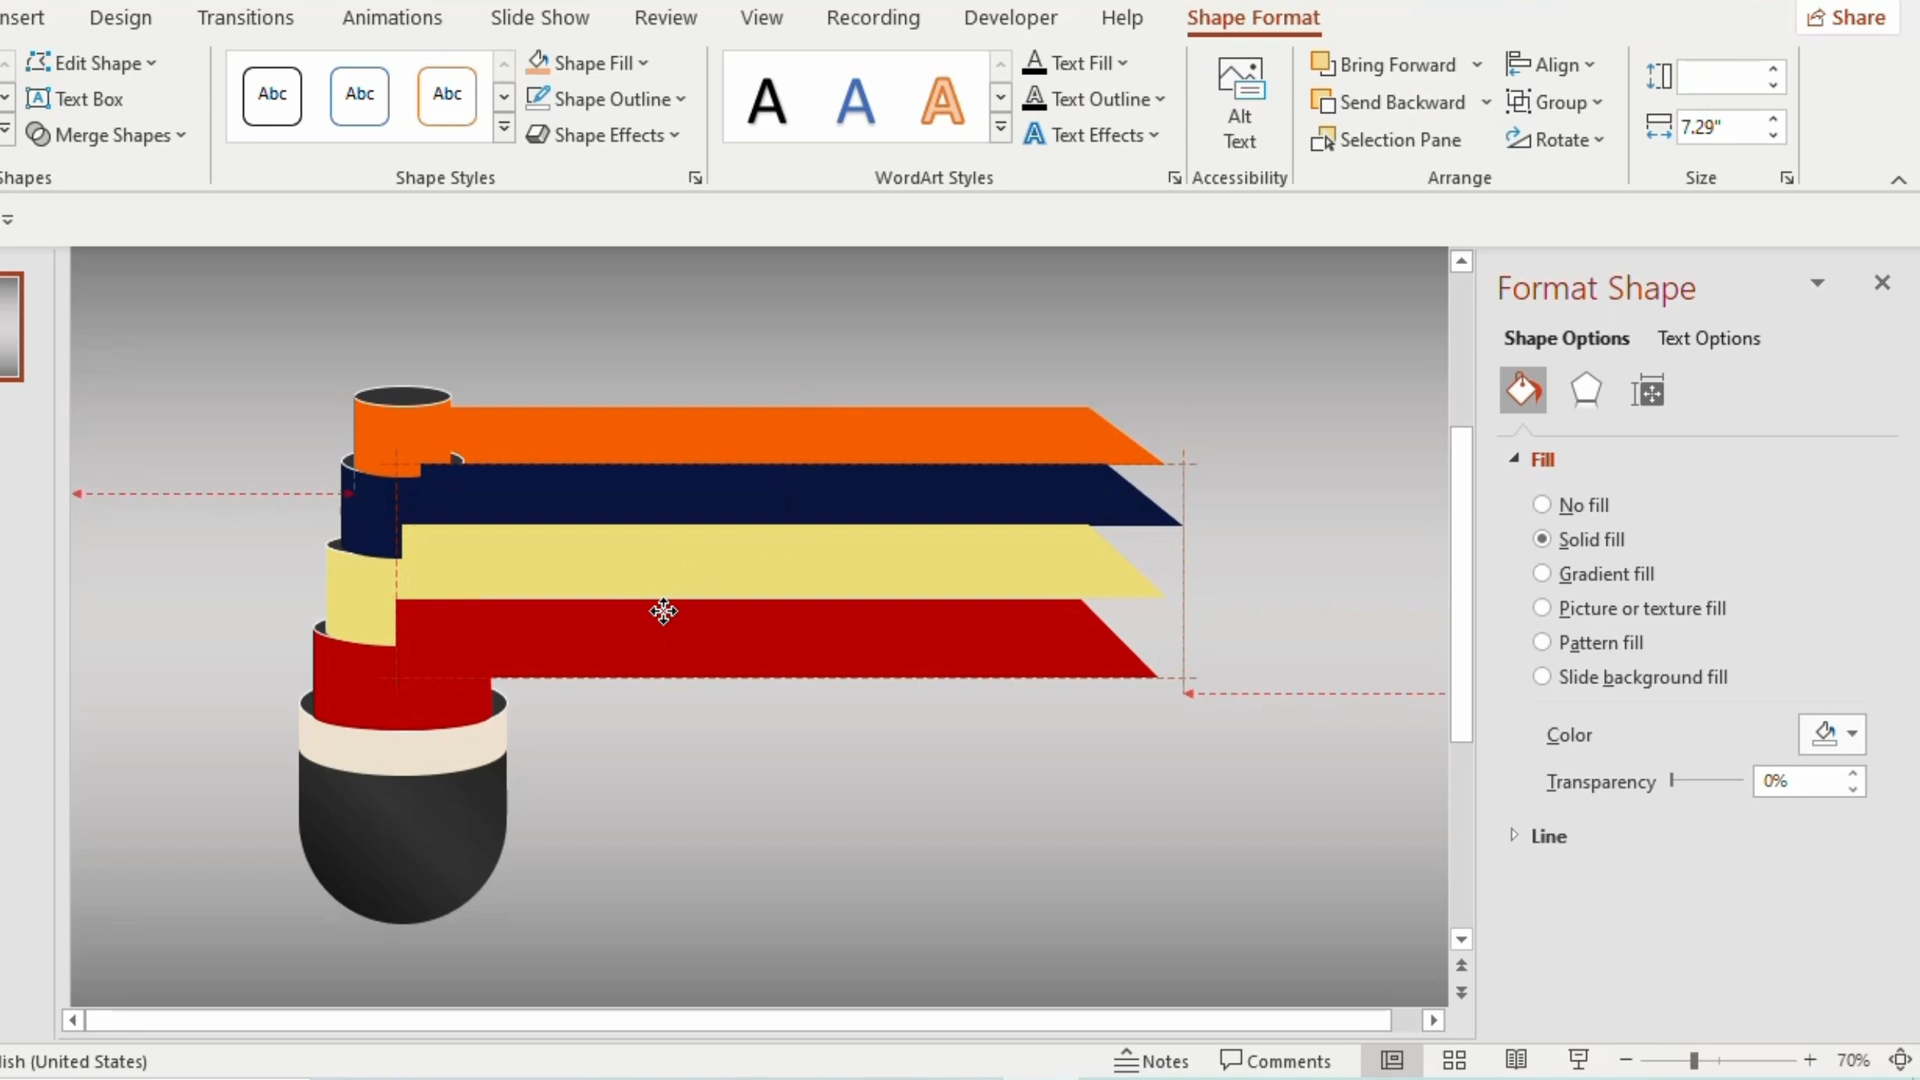 nsert Design Transitions Animations Slide Show Review View Recording Developer Help Shape Format Share
Edit Shape
Text Box
Merge Shapes
Shapes
Abc Abc Abc
Shape Fill
Shape Outline
Shape Effects
Shape Styles
A A A
Text Fill
Text Outline
Text Effects
WordArt Styles
Alt
Text
Accessibility
Bring Forward
Send Backward
Selection Pane
Align
Group
Rotate
Arrange
7.29"
Size
Format Shape
Shape Options Text Options
Fill
No fill
Solid fill
Gradient fill
Picture or texture fill
Pattern fill
Slide background fill
Color
Transparency 0%
Line
lish (United States) Notes Comments 70%